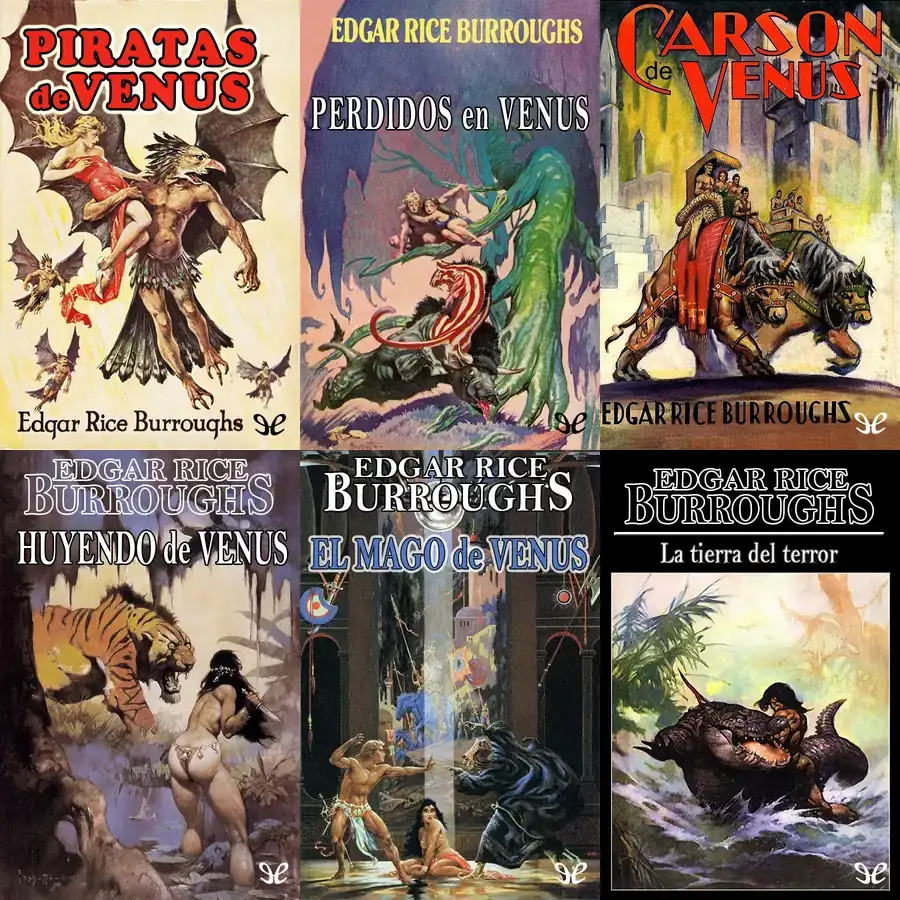 PIRATAS
de VENUS
Edgar Rice Burroughs
EDGAR RICE BURROUGHS
PERDIDOS en VENUS
CARSON
de
VENUS
EDGAR RICE BURROUGHS
EDGAR RICE
BURROUGHS
HUYENDO de VENUS
EDGAR RICE
BURROUGHS
EL MAGO de VENUS
EDGAR RICE
BURROUGHS
La tierra del terror